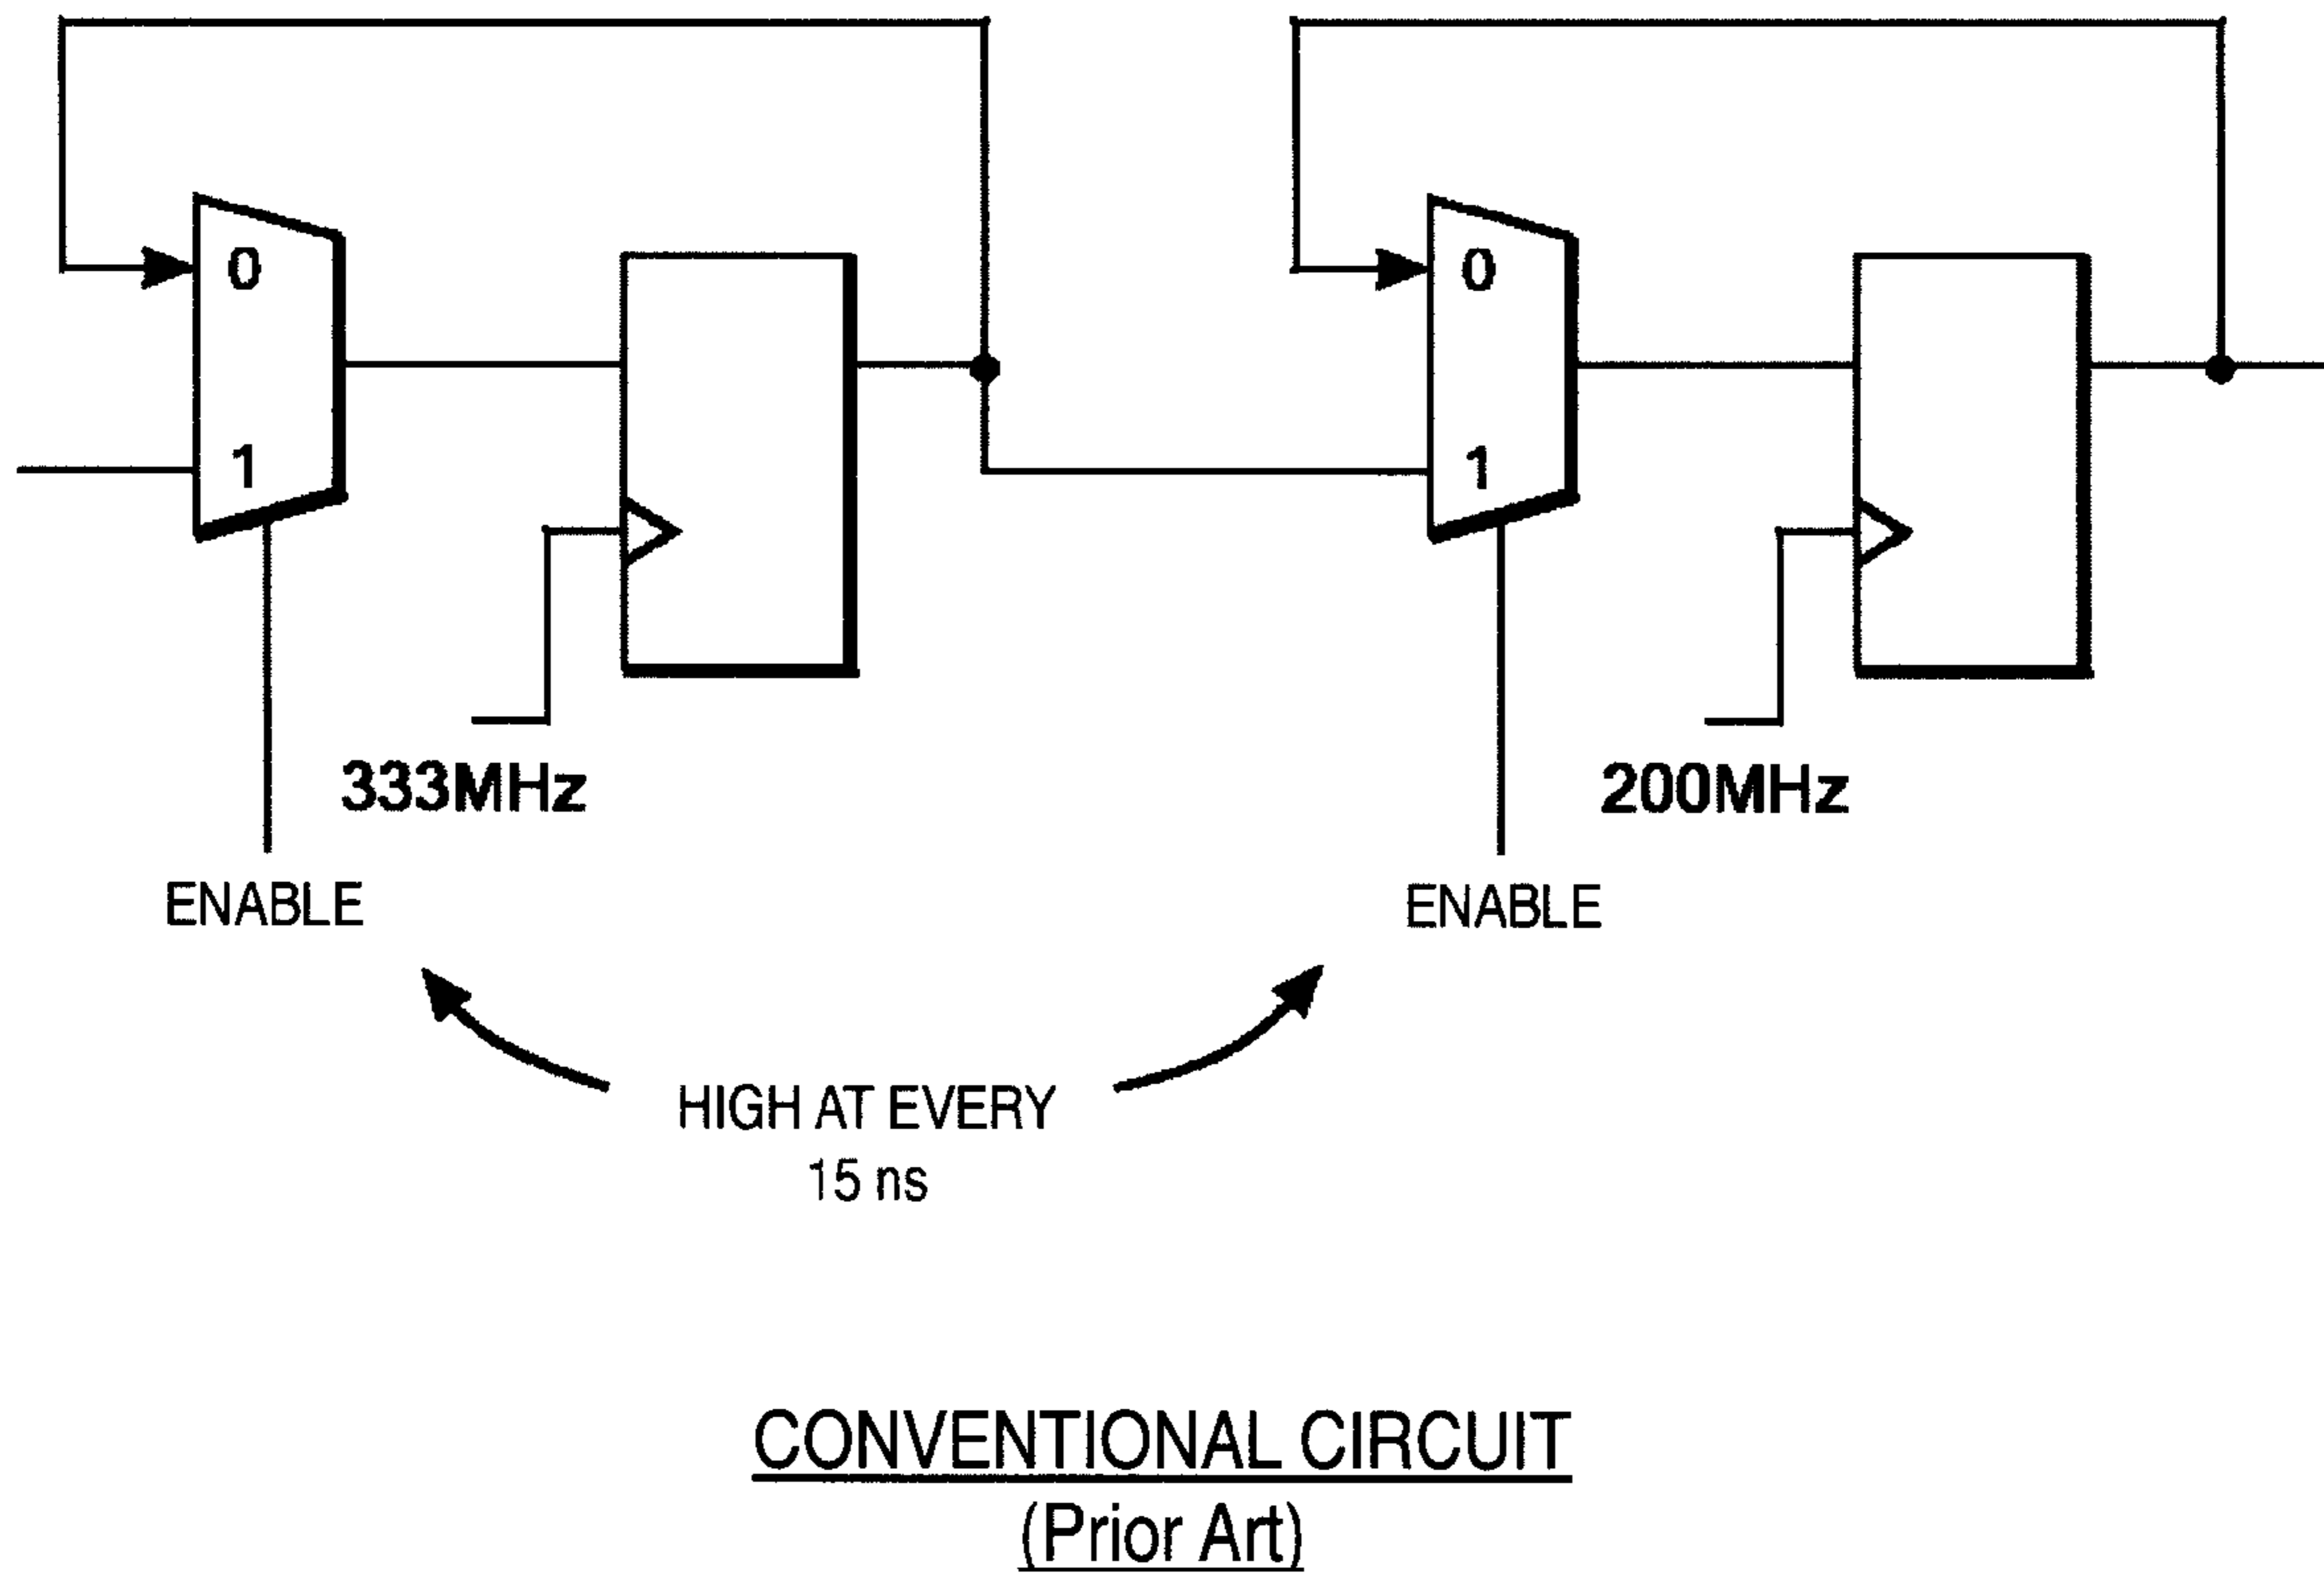 0
0
1
1
333MHz
200MHz
ENABLE
ENABLE
HIGH AT EVERY
15 ns
CONVENTIONAL CIRCUIT
(Prior Art)